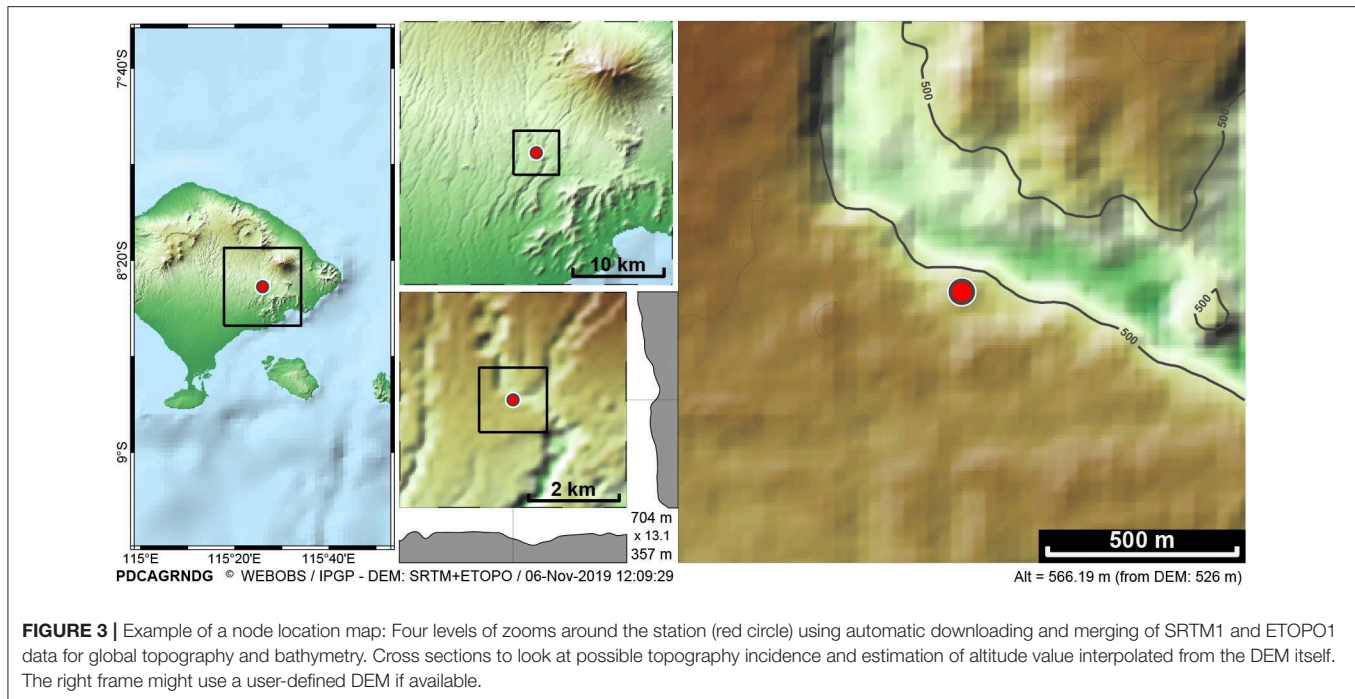 7°40'S
8°20'S
9°S
115°E
115°20'E
115°40'E
10 km
2 km
704 m
x 13.1
357 m
500
500
500
500
500 m
PDCAGRNDG © WEBOBS / IPGP - DEM: SRTM+ETOPO / 06-Nov-2019 12:09:29
Alt = 566.19 m (from DEM: 526 m)
FIGURE 3 | Example of a node location map: Four levels of zooms around the station (red circle) using automatic downloading and merging of SRTM1 and ETOPO1
data for global topography and bathymetry. Cross sections to look at possible topography incidence and estimation of altitude value interpolated from the DEM itself.
The right frame might use a user-defined DEM if available.